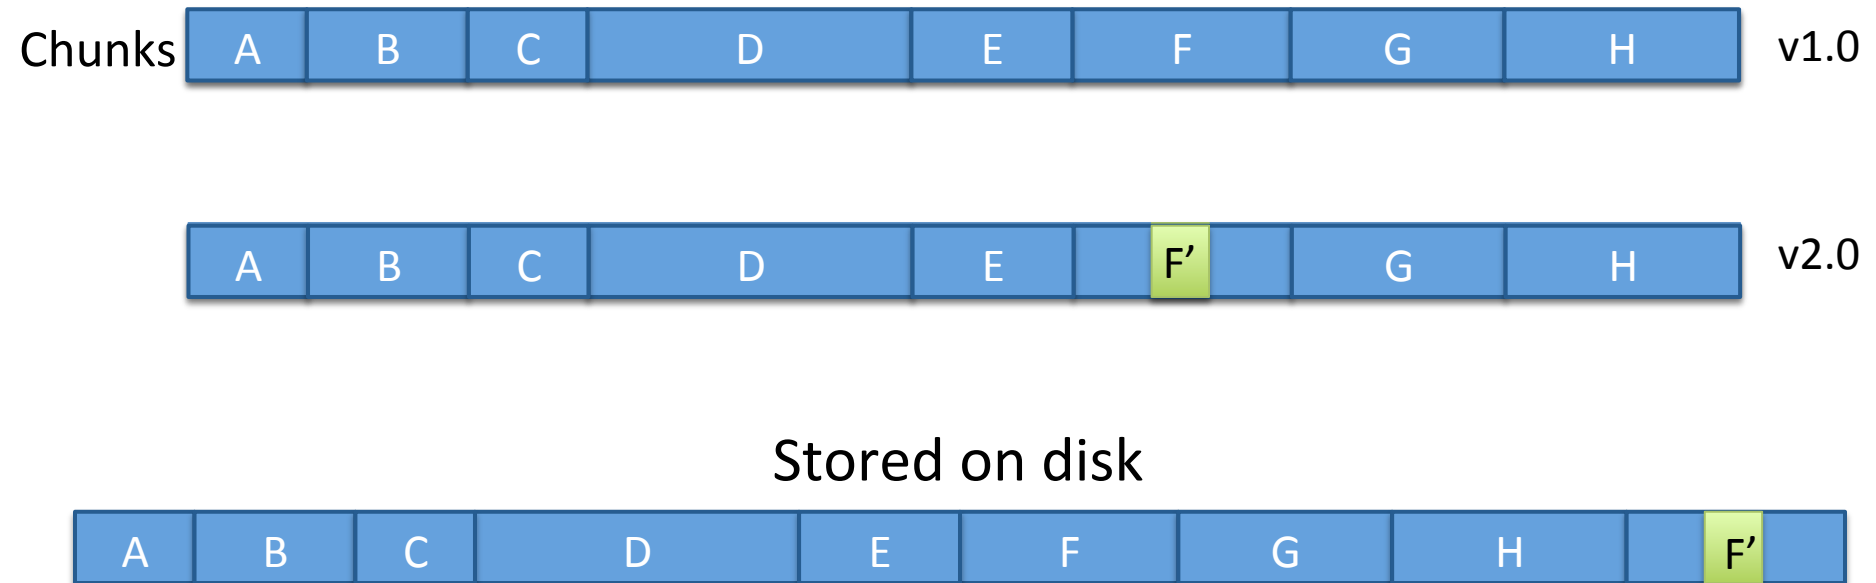 Chunks A B C D E F G H v1.0
A B C D E F’ G H v2.0
Stored on disk
A B C D E F G H F’